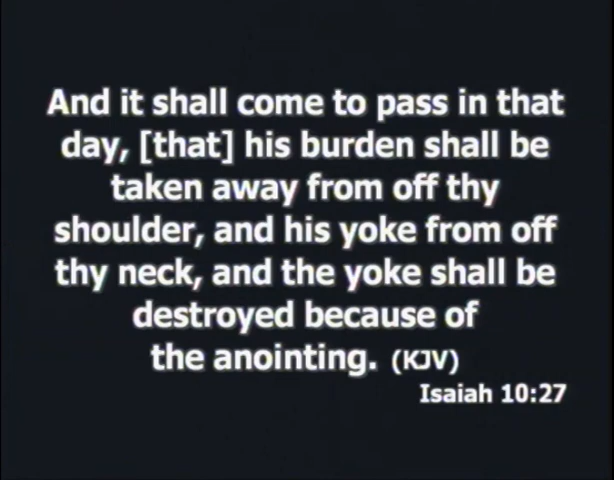 And it shall come to pass in that
day, [that] his burden shall be
taken away from off thy
shoulder, and his yoke from off
thy neck, and the yoke shall be
destroyed because of
the anointing. (KJV)
Isaiah 10:27